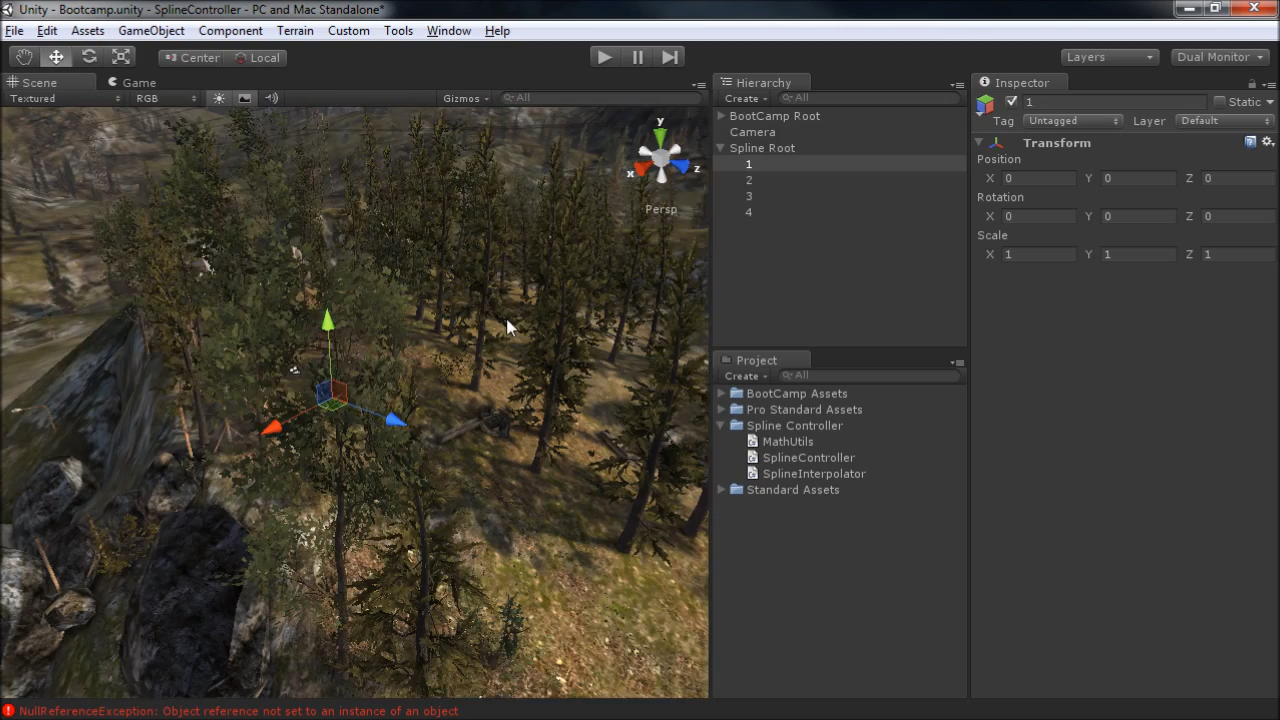 Unity - Bootcamp.unity - SplineController - PC and Mac Standalone*
File Edit Assets GameObject Component Terrain Custom Tools Window Help
Center Local Layers Dual Monitor
Scene Game
Textured RGB Gizmos All
y
x z
Persp
Hierarchy
Create All
BootCamp Root
Camera
Spline Root
1
2
3
4
Project
Create All
BootCamp Assets
Pro Standard Assets
Spline Controller
MathUtils
SplineController
SplineInterpolator
Standard Assets
Inspector
1 Static
Tag Untagged Layer Default
Transform
Position
X 0 Y 0 Z 0
Rotation
X 0 Y 0 Z 0
Scale
X 1 Y 1 Z 1
NullReferenceException: Object reference not set to an instance of an object